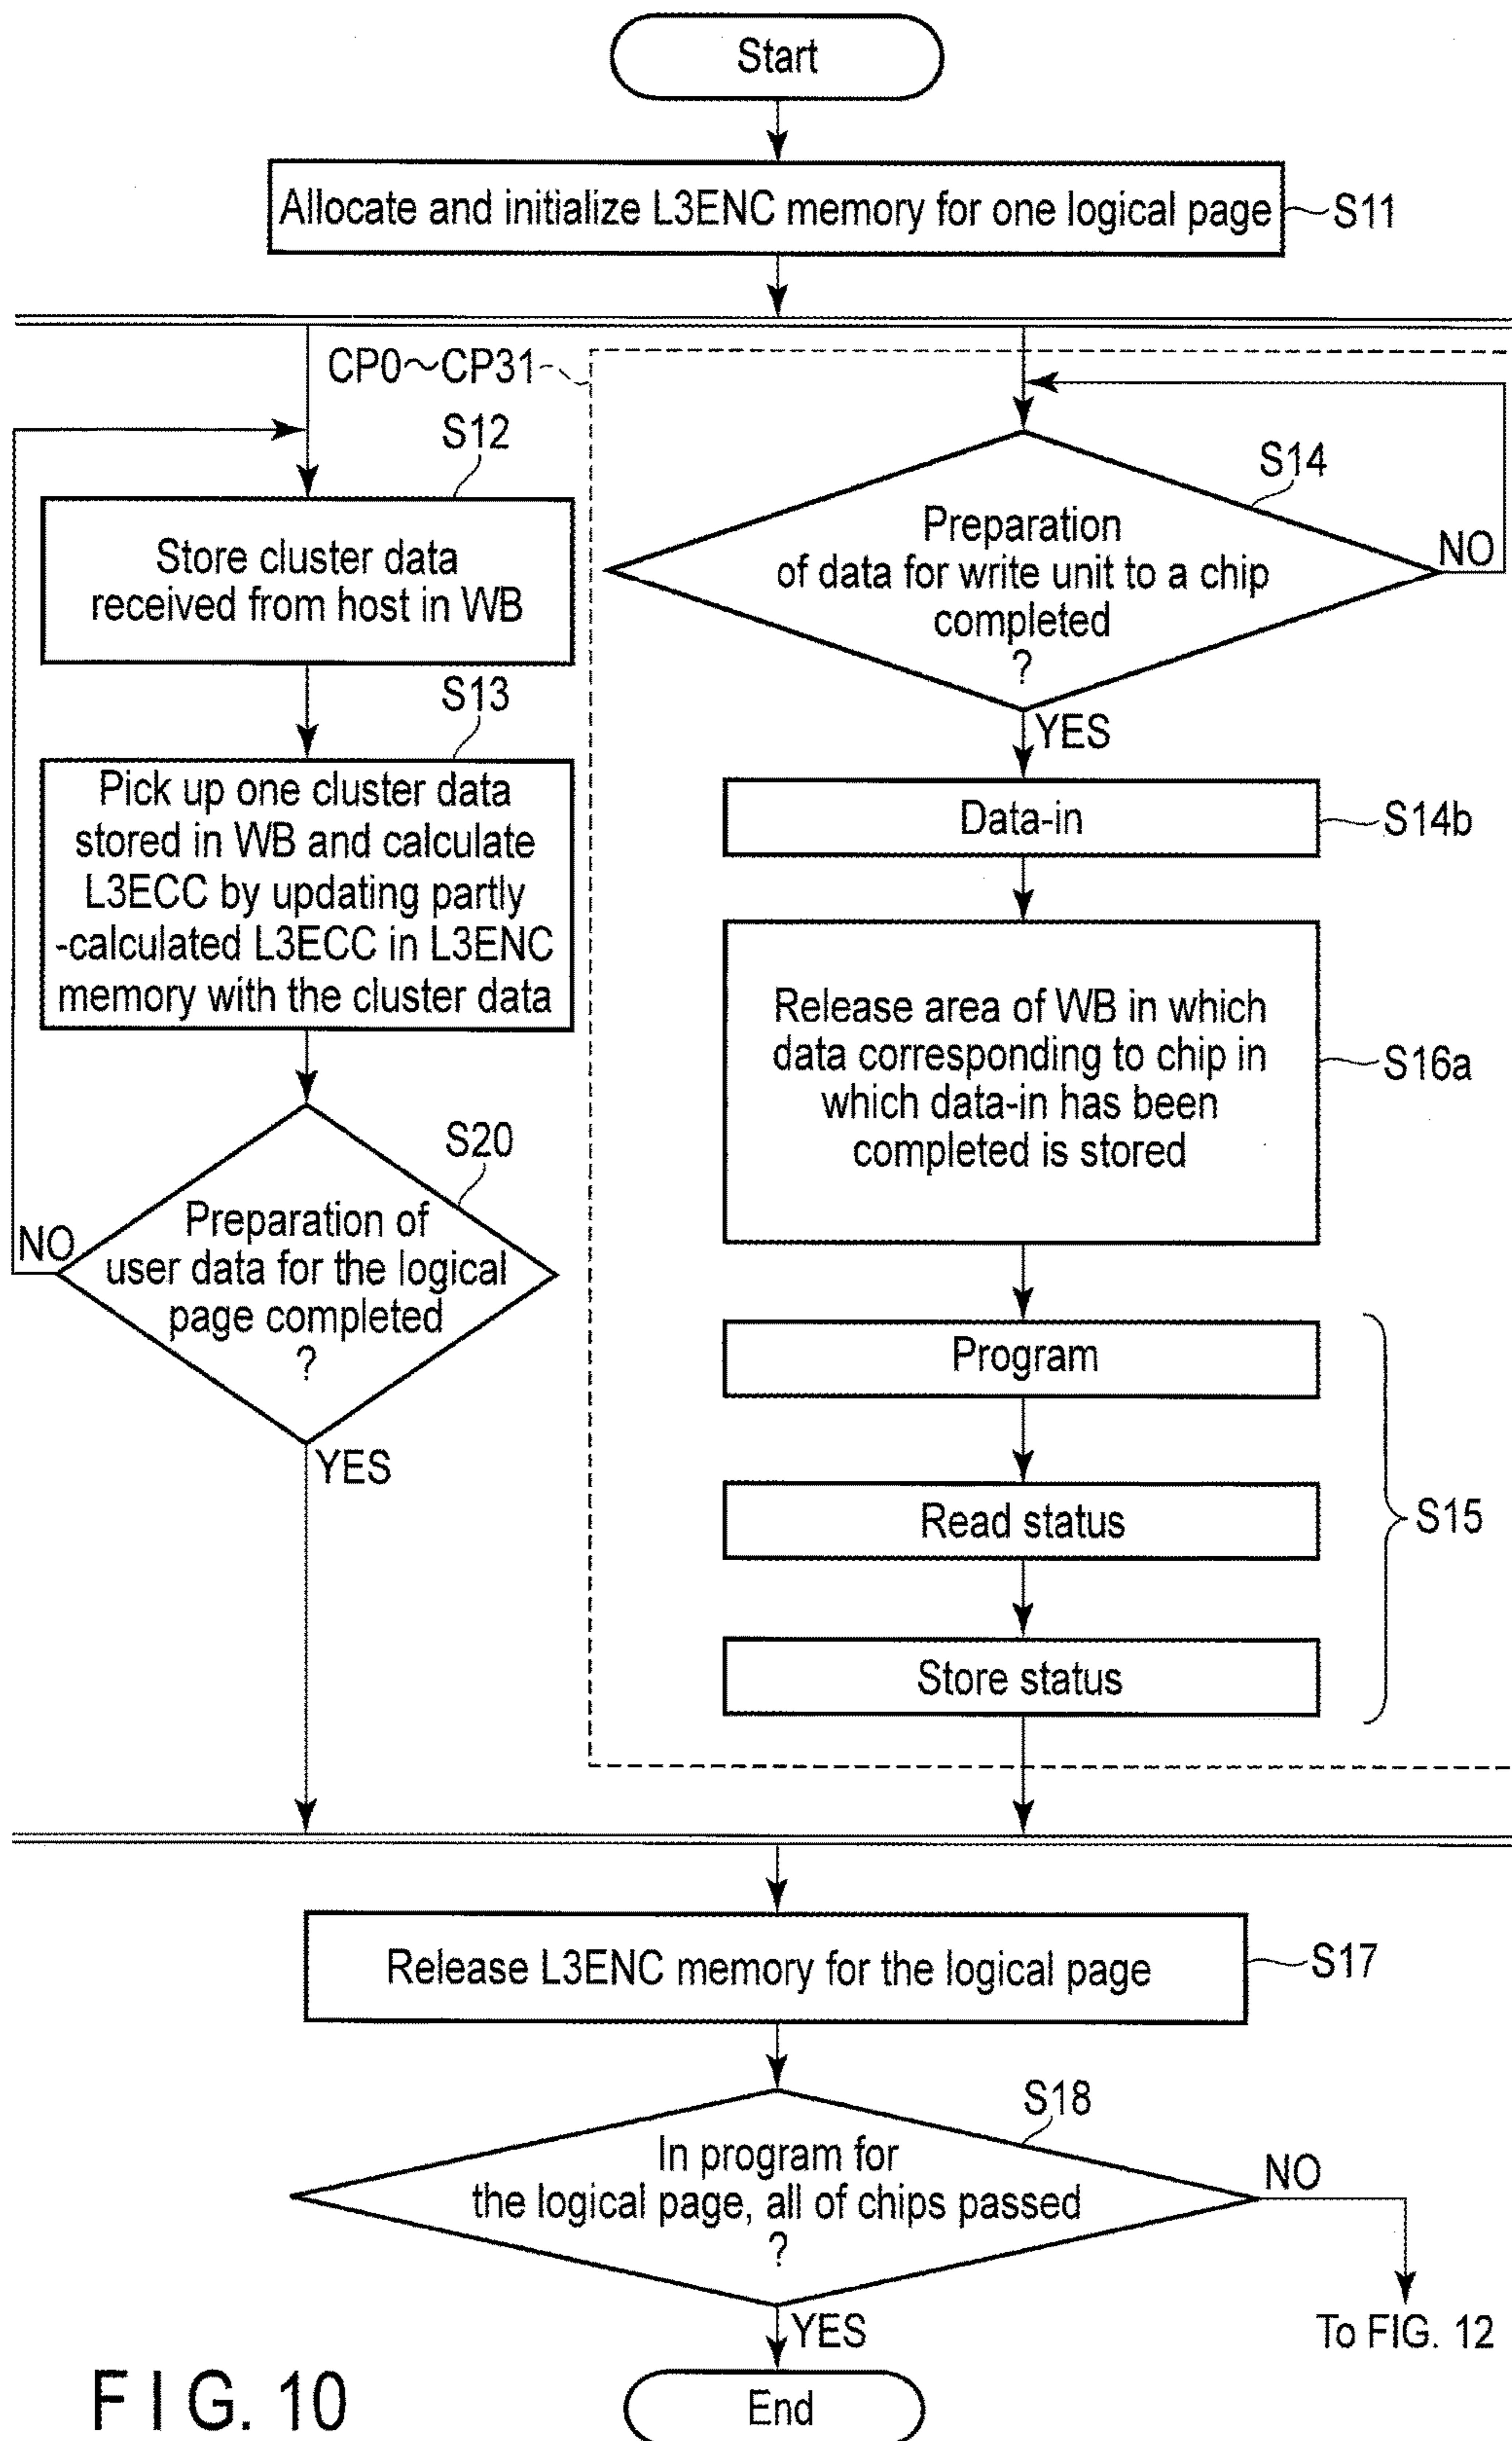 Start
Allocate and initialize L3ENC memory for one logical page
S11
CP0~CP31
S12
Store cluster data
received from host in WB
S13
Pick up one cluster data
stored in WB and calculate
L3ECC by updating partly
-calculated L3ECC in L3ENC
memory with the cluster data
S20
Preparation of
user data for the logical
page completed
?
NO
YES
S14
Preparation
of data for write unit to a chip
completed
?
NO
YES
Data-in
S14b
Release area of WB in which
data corresponding to chip in
which data-in has been
completed is stored
S16a
Program
Read status
Store status
S15
Release L3ENC memory for the logical page
S17
S18
In program for
the logical page, all of chips passed
?
NO
To FIG. 12
YES
End
FIG. 10